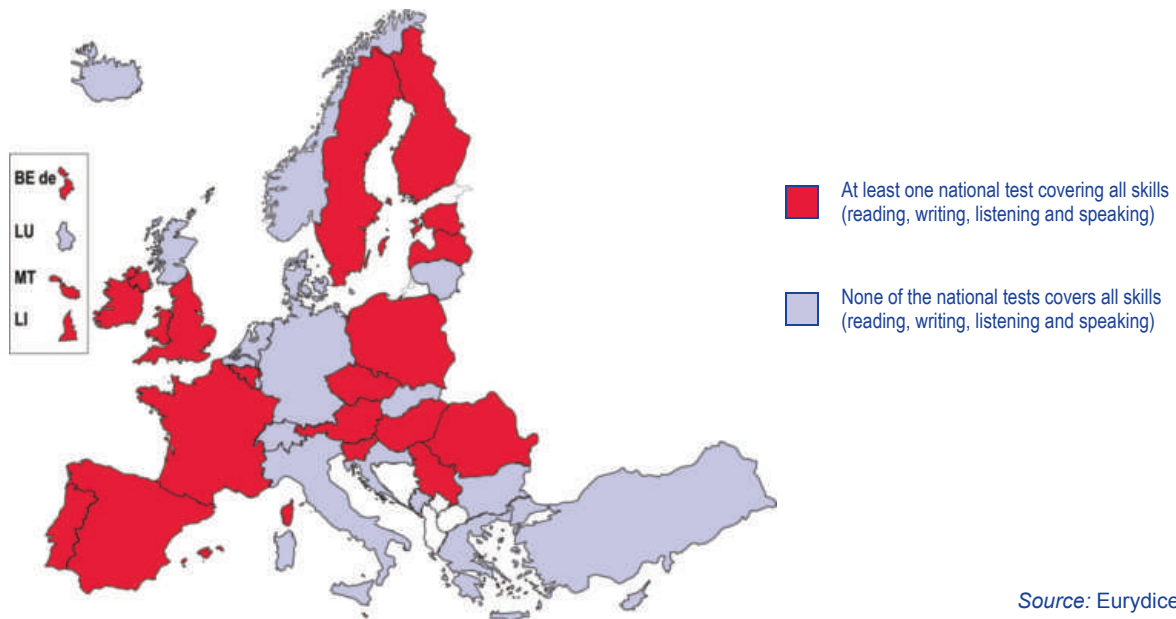 BE de
LU
MT
LI
At least one national test covering all skills
(reading, writing, listening and speaking)
None of the national tests covers all skills
(reading, writing, listening and speaking)
Source: Eurydice